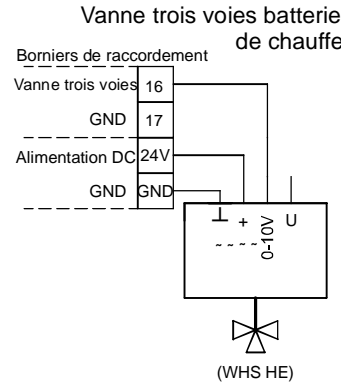 Vanne trois voies batterie
de chauffe
Borniers de raccordement
Vanne trois voies 16
GND 17
Alimentation DC 24V
GND GND
⊥ + 0-10V U
~ ~ ~ ~
(WHS HE)